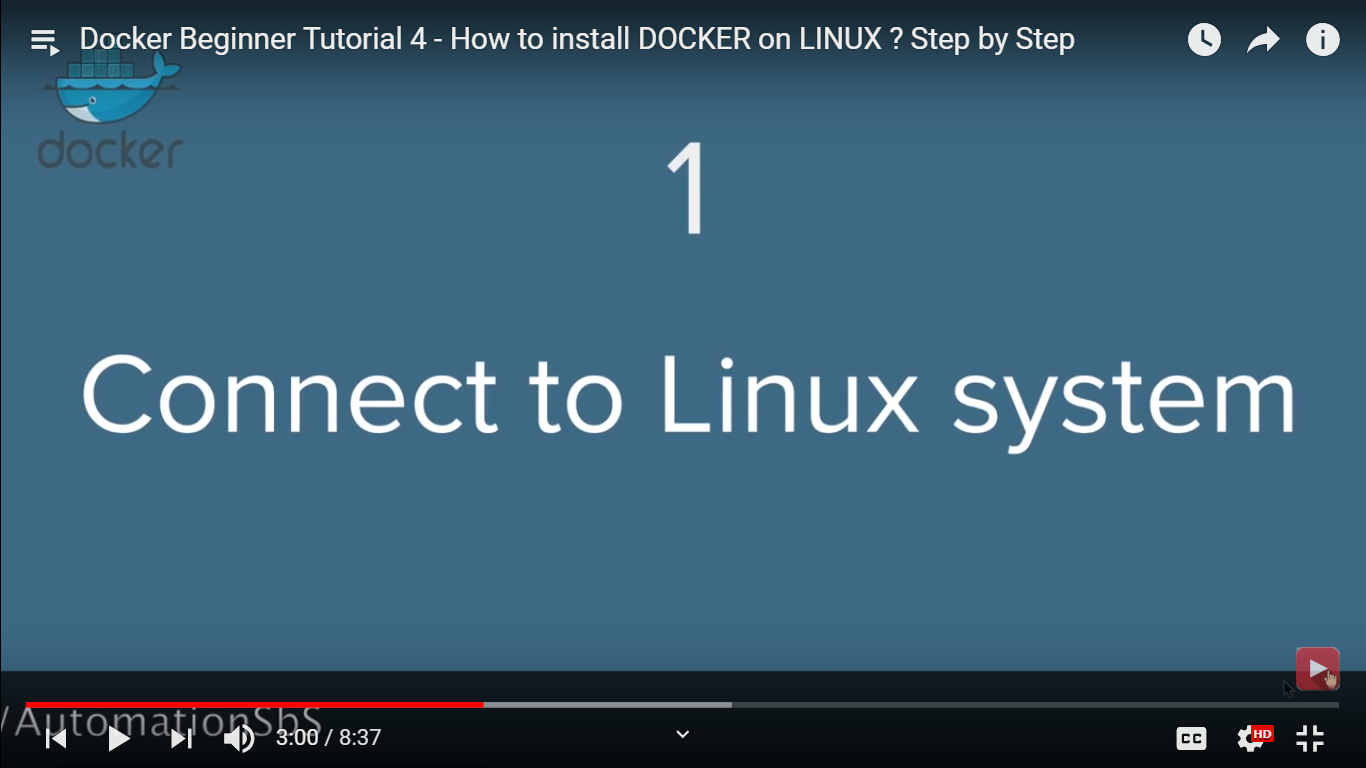 Docker Beginner Tutorial 4 - How to install DOCKER on LINUX ? Step by Step
docker
1
Connect to Linux system
/AutomationSbS
3:00 / 8:37
CC
HD